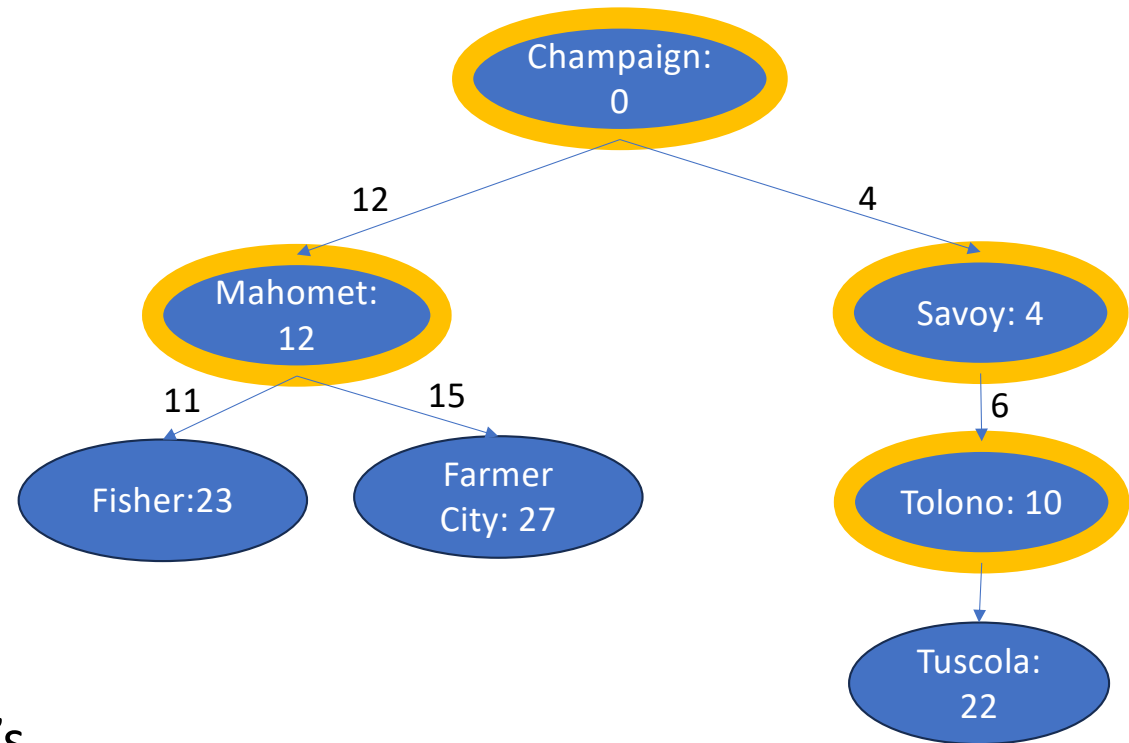 Champaign:
0
12
4
Mahomet:
12
Savoy: 4
11
15
6
Fisher:23
Farmer
City: 27
Tolono: 10
Tuscola:
22